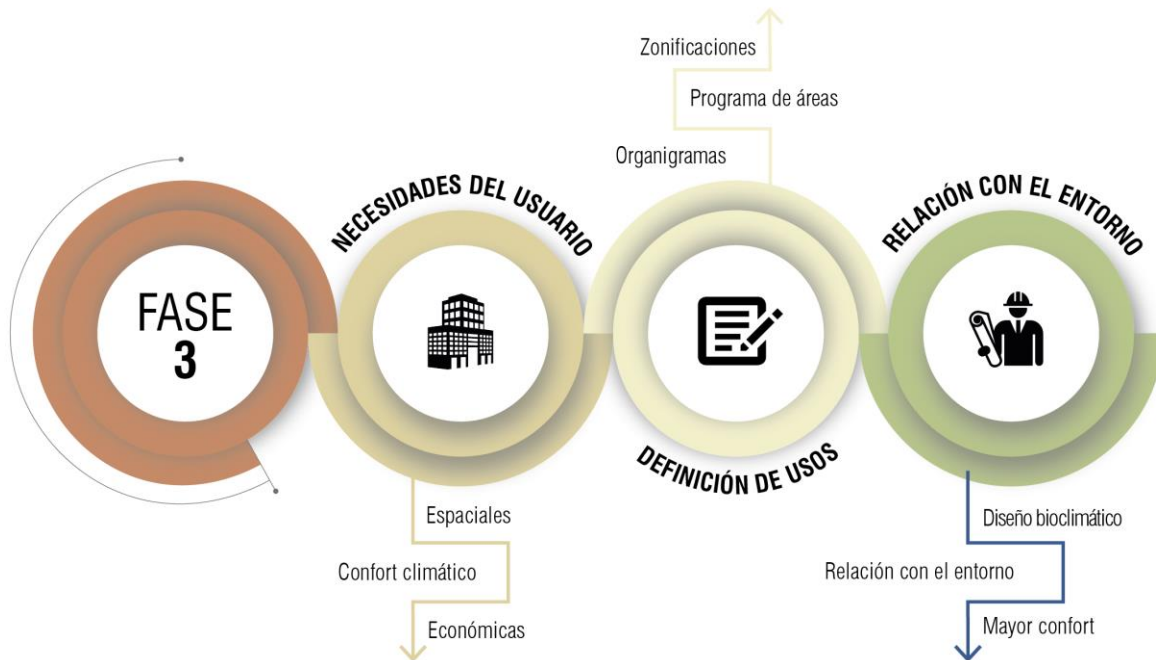 FASE
3
NECESIDADES DEL USUARIO
Espaciales
Confort climático
Económicas
Zonificaciones
Programa de áreas
Organigramas
DEFINICIÓN DE USOS
RELACIÓN CON EL ENTORNO
Diseño bioclimático
Relación con el entorno
Mayor confort